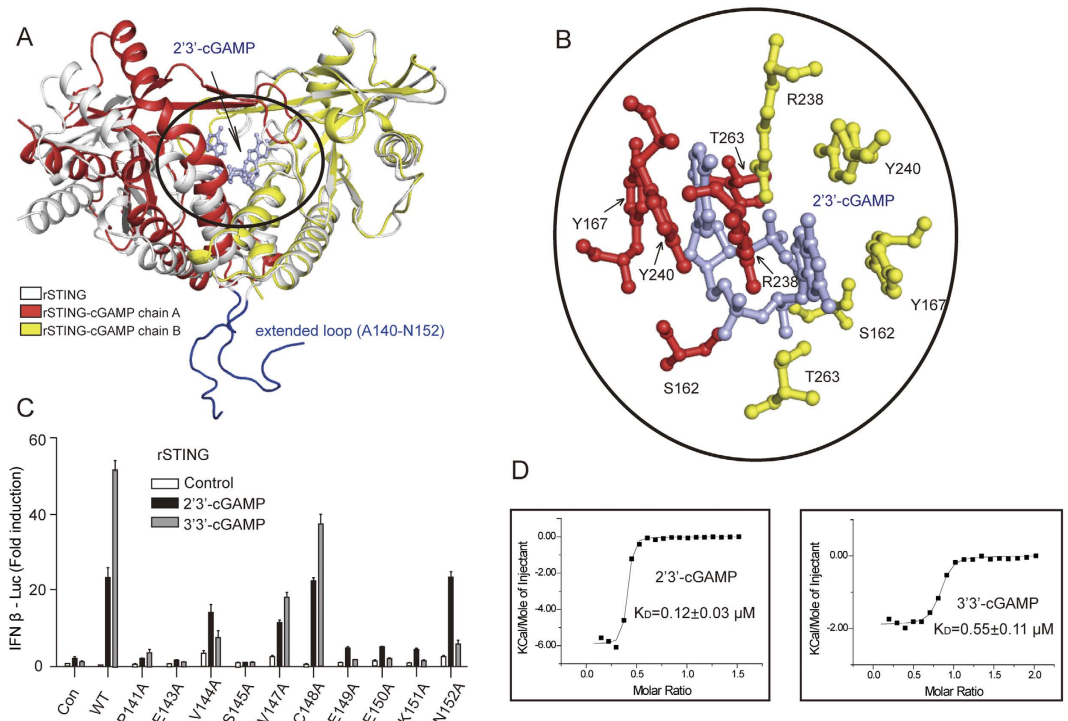 A
2'3'-cGAMP
rSTING
rSTING-cGAMP chain A
rSTING-cGAMP chain B
extended loop (A140-N152)
B
R238
T263
Y240
2'3'-cGAMP
Y167
Y240
R238
Y167
S162
S162
T263
C
60
40
20
0
IFN β - Luc (Fold induction)
rSTING
Control
2'3'-cGAMP
3'3'-cGAMP
Con
WT
P141A
E143A
V144A
S145A
V147A
C148A
E149A
E150A
K151A
N152A
D
0.00
-2.00
-4.00
-6.00
KCal/Mole of Injectant
2'3'-cGAMP
KD=0.12±0.03 µM
0.0 0.5 1.0 1.5
Molar Ratio
0.00
-2.00
KCal/Mole of Injectant
3'3'-cGAMP
KD=0.55±0.11 µM
0.0 0.5 1.0 1.5 2.0
Molar Ratio